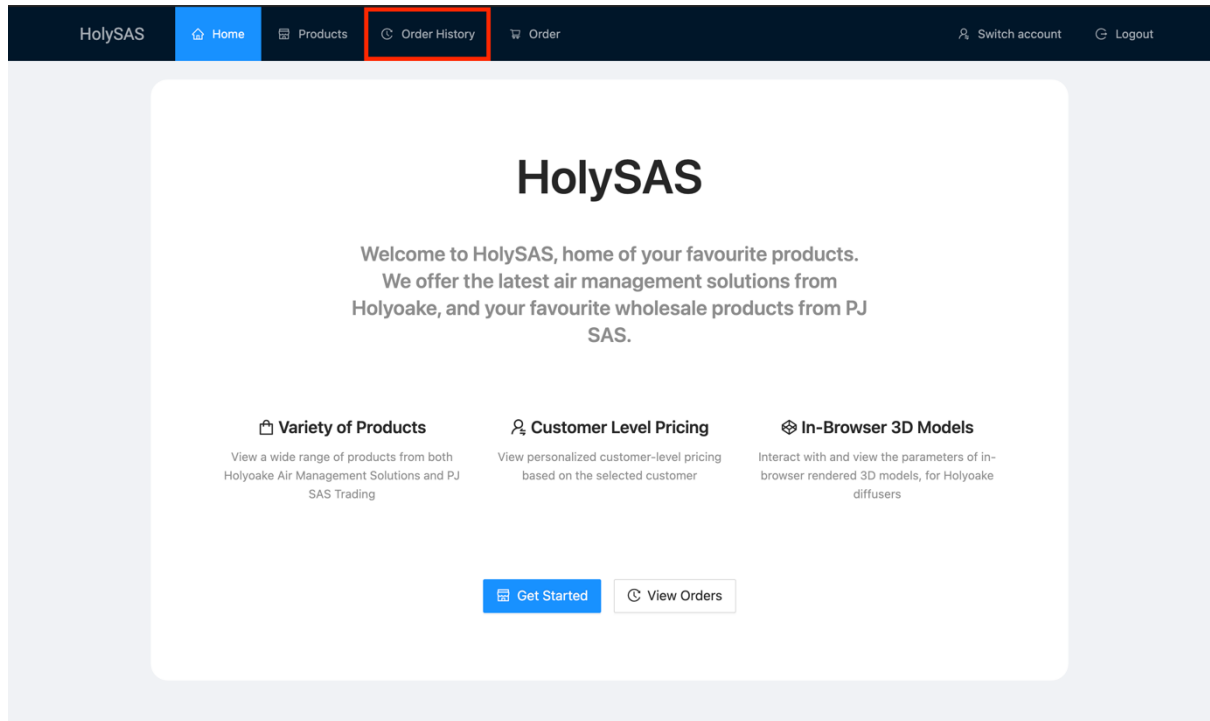 HolySAS Home Products Order History Order Switch account Logout
HolySAS
Welcome to HolySAS, home of your favourite products.
We offer the latest air management solutions from
Holyoake, and your favourite wholesale products from PJ
SAS.
Variety of Products
View a wide range of products from both
Holyoake Air Management Solutions and PJ
SAS Trading
Customer Level Pricing
View personalized customer-level pricing
based on the selected customer
In-Browser 3D Models
Interact with and view the parameters of in-
browser rendered 3D models, for Holyoake
diffusers
Get Started View Orders